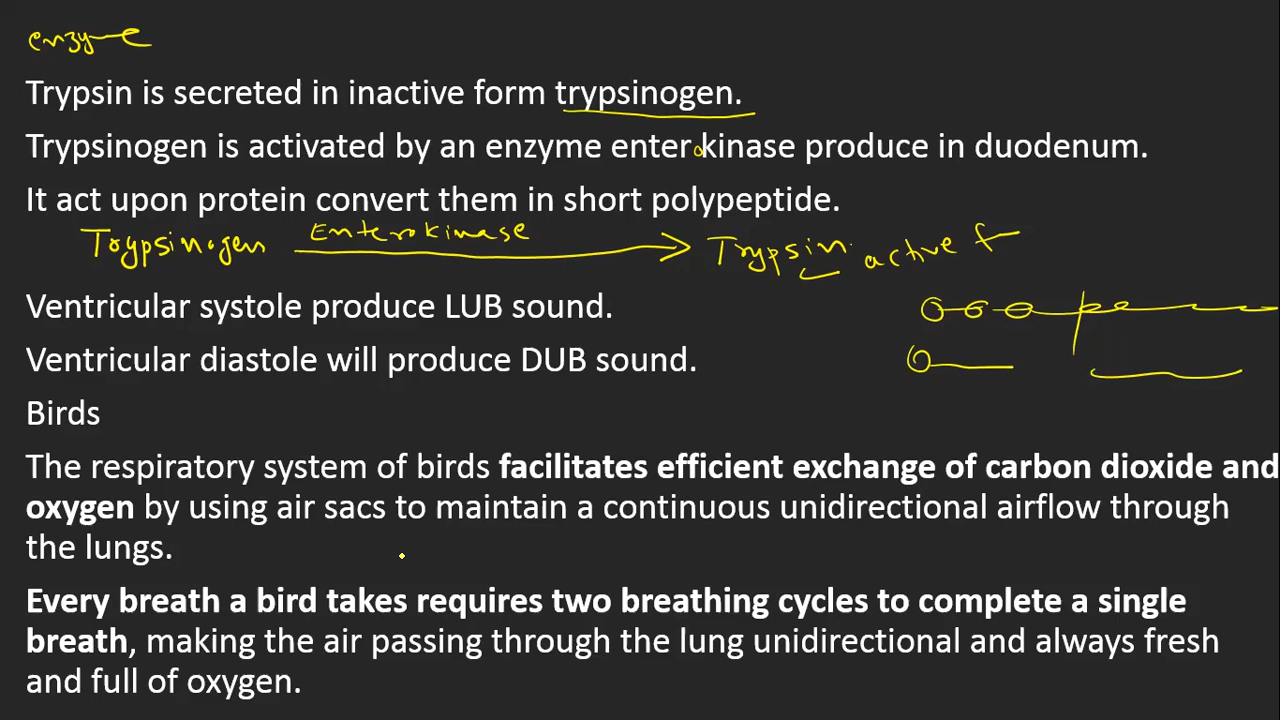 enzyme
Trypsin is secreted in inactive form trypsinogen.
Trypsinogen is activated by an enzyme enterokinase produce in duodenum.
It act upon protein convert them in short polypeptide.
Trypsinogen Enterokinase Trypsin active f
Ventricular systole produce LUB sound.
Ventricular diastole will produce DUB sound.
Birds
The respiratory system of birds facilitates efficient exchange of carbon dioxide and
oxygen by using air sacs to maintain a continuous unidirectional airflow through
the lungs.
Every breath a bird takes requires two breathing cycles to complete a single
breath, making the air passing through the lung unidirectional and always fresh
and full of oxygen.